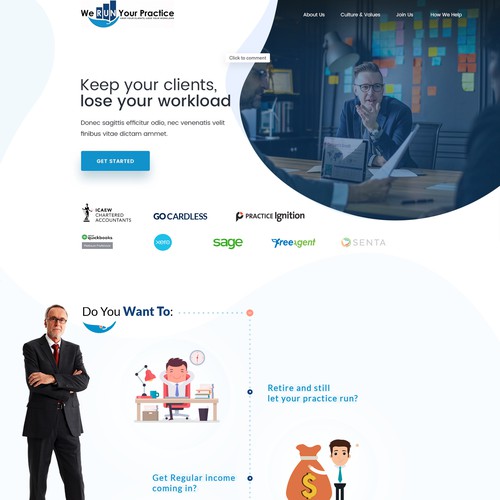 We RUN Your Practice
About Us Culture & Values Join Us How We Help
Click to comment
Keep your clients,
lose your workload
Donec sagittis efficitur odio, nec venenatis velit
finibus vitae dictam ammet.
GET STARTED
ICAEW
CHARTERED
ACCOUNTANTS
GO CARDLESS
PRACTICE Ignition
quickbooks
xero
sage
FreeAgent
SENTA
Do You Want To:
Retire and still
let your practice run?
Get Regular income
coming in?
$